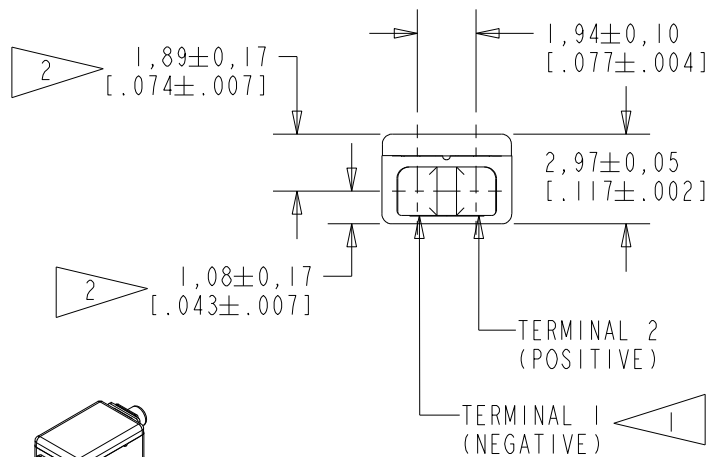 1,94±0,10
[.077±.004]
2
1,89±0,17
[.074±.007]
2,97±0,05
[.117±.002]
2
1,08±0,17
[.043±.007]
TERMINAL 2
(POSITIVE)
TERMINAL 1
(NEGATIVE)
1